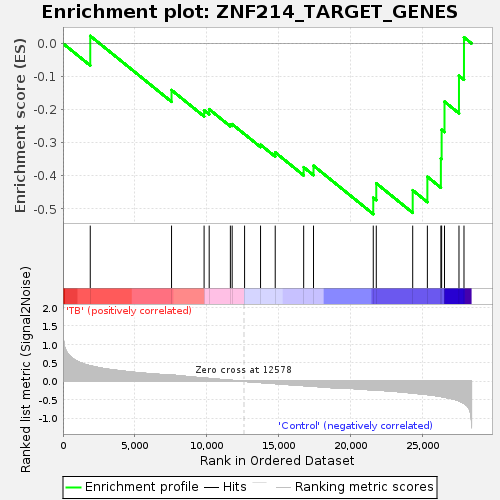 Enrichment plot: ZNF214_TARGET_GENES
Enrichment score (ES)
0.0
-0.1
-0.2
-0.3
-0.4
-0.5
'TB' (positively correlated)
Ranked list metric (Signal2Noise)
2.0
1.5
1.0
0.5
0.0
-0.5
-1.0
Zero cross at 12578
'Control' (negatively correlated)
0 5,000 10,000 15,000 20,000 25,000
Rank in Ordered Dataset
Enrichment profile Hits Ranking metric scores